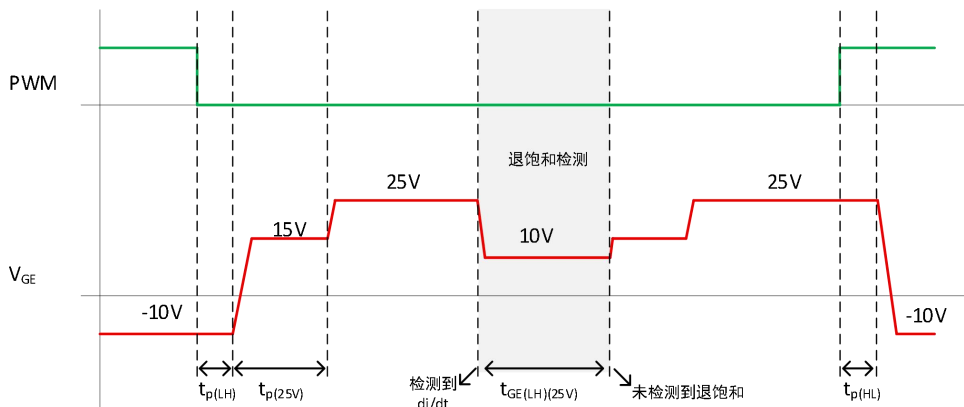 PWM
退饱和检测
25V
25V
15V
10V
VGE
-10V
-10V
tp(LH)
tp(25V)
检测到
di/dt
tGE(LH)(25V)
未检测到退饱和
tp(HL)